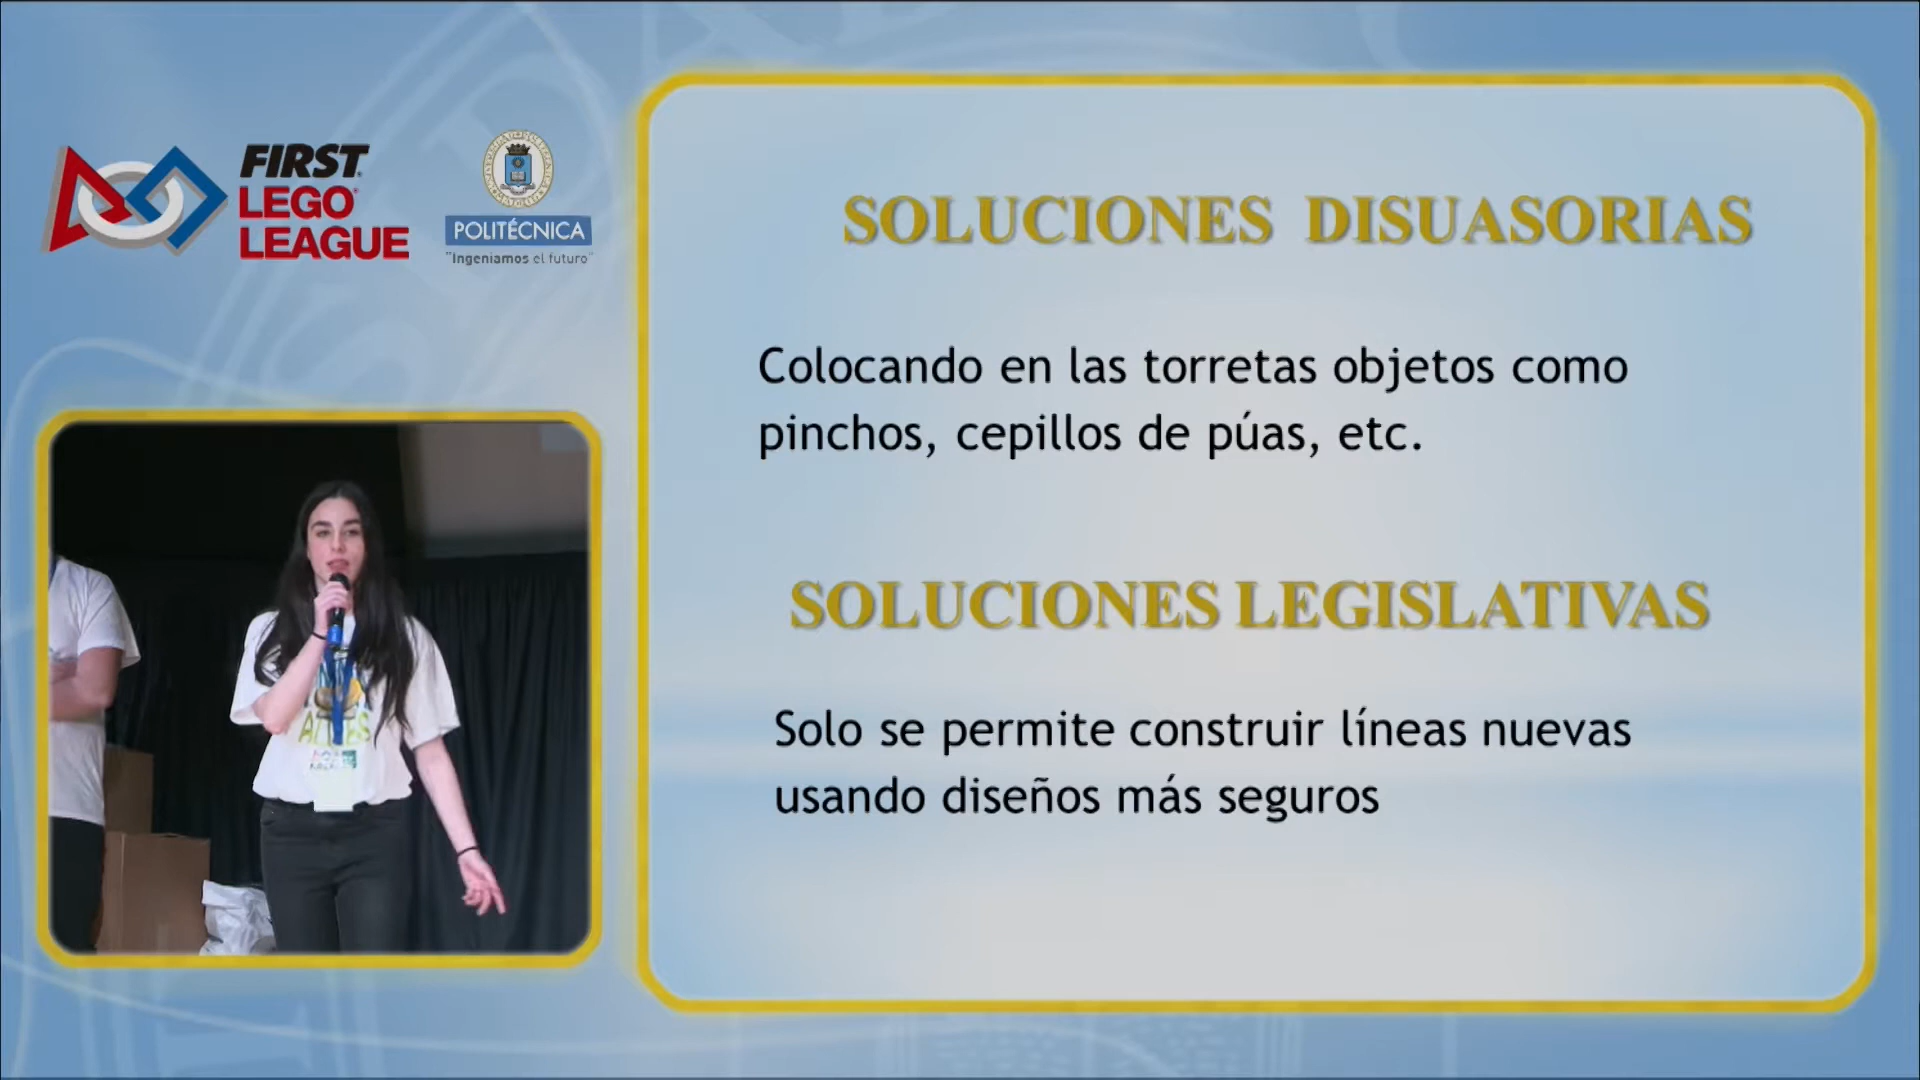 FIRST
LEGO
LEAGUE
POLITÉCNICA
"Ingeniamos el futuro"
SOLUCIONES DISUASORIAS
Colocando en las torretas objetos como
pinchos, cepillos de púas, etc.
SOLUCIONES LEGISLATIVAS
Solo se permite construir líneas nuevas
usando diseños más seguros